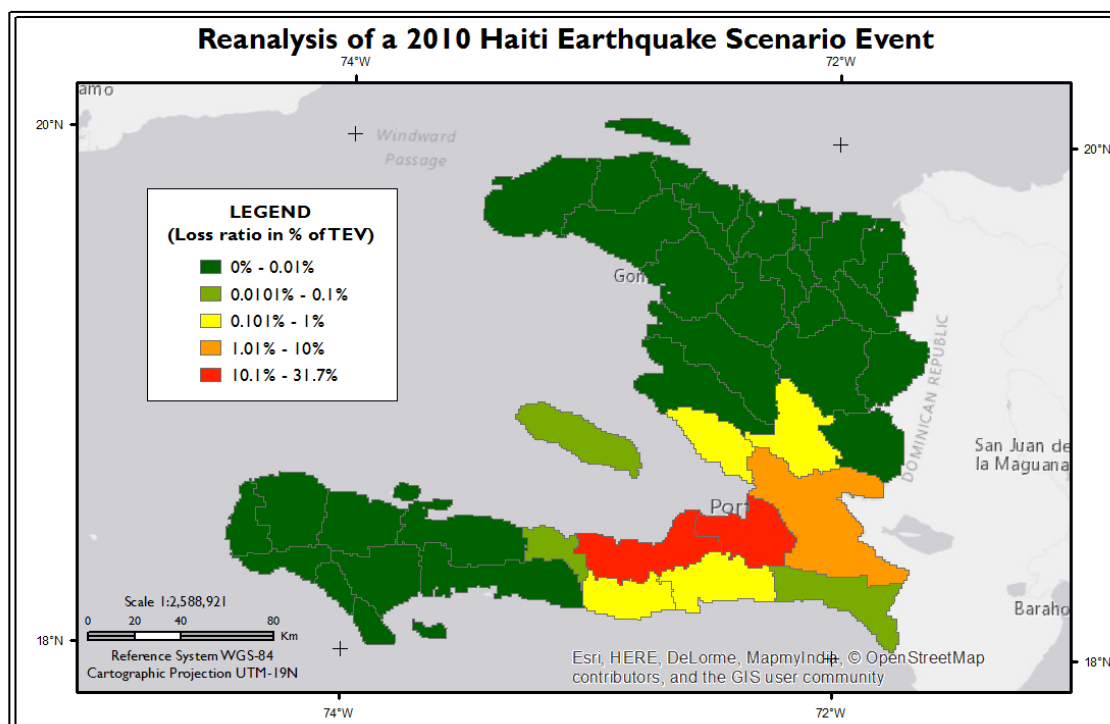 Reanalysis of a 2010 Haiti Earthquake Scenario Event
74°W
72°W
amo
20°N
20°N
Windward
Passage
LEGEND
(Loss ratio in % of TEV)
0% - 0.01%
0.0101% - 0.1%
0.101% - 1%
1.01% - 10%
10.1% - 31.7%
Gon
DOMINICAN REPUBLIC
San Juan de
la Maguana
Port
Scale 1:2,588,921
0 20 40 80
Km
Reference System WGS-84
Cartographic Projection UTM-19N
Baraho
18°N
18°N
Esri, HERE, DeLorme, MapmyIndia, © OpenStreetMap
contributors, and the GIS user community
74°W
72°W